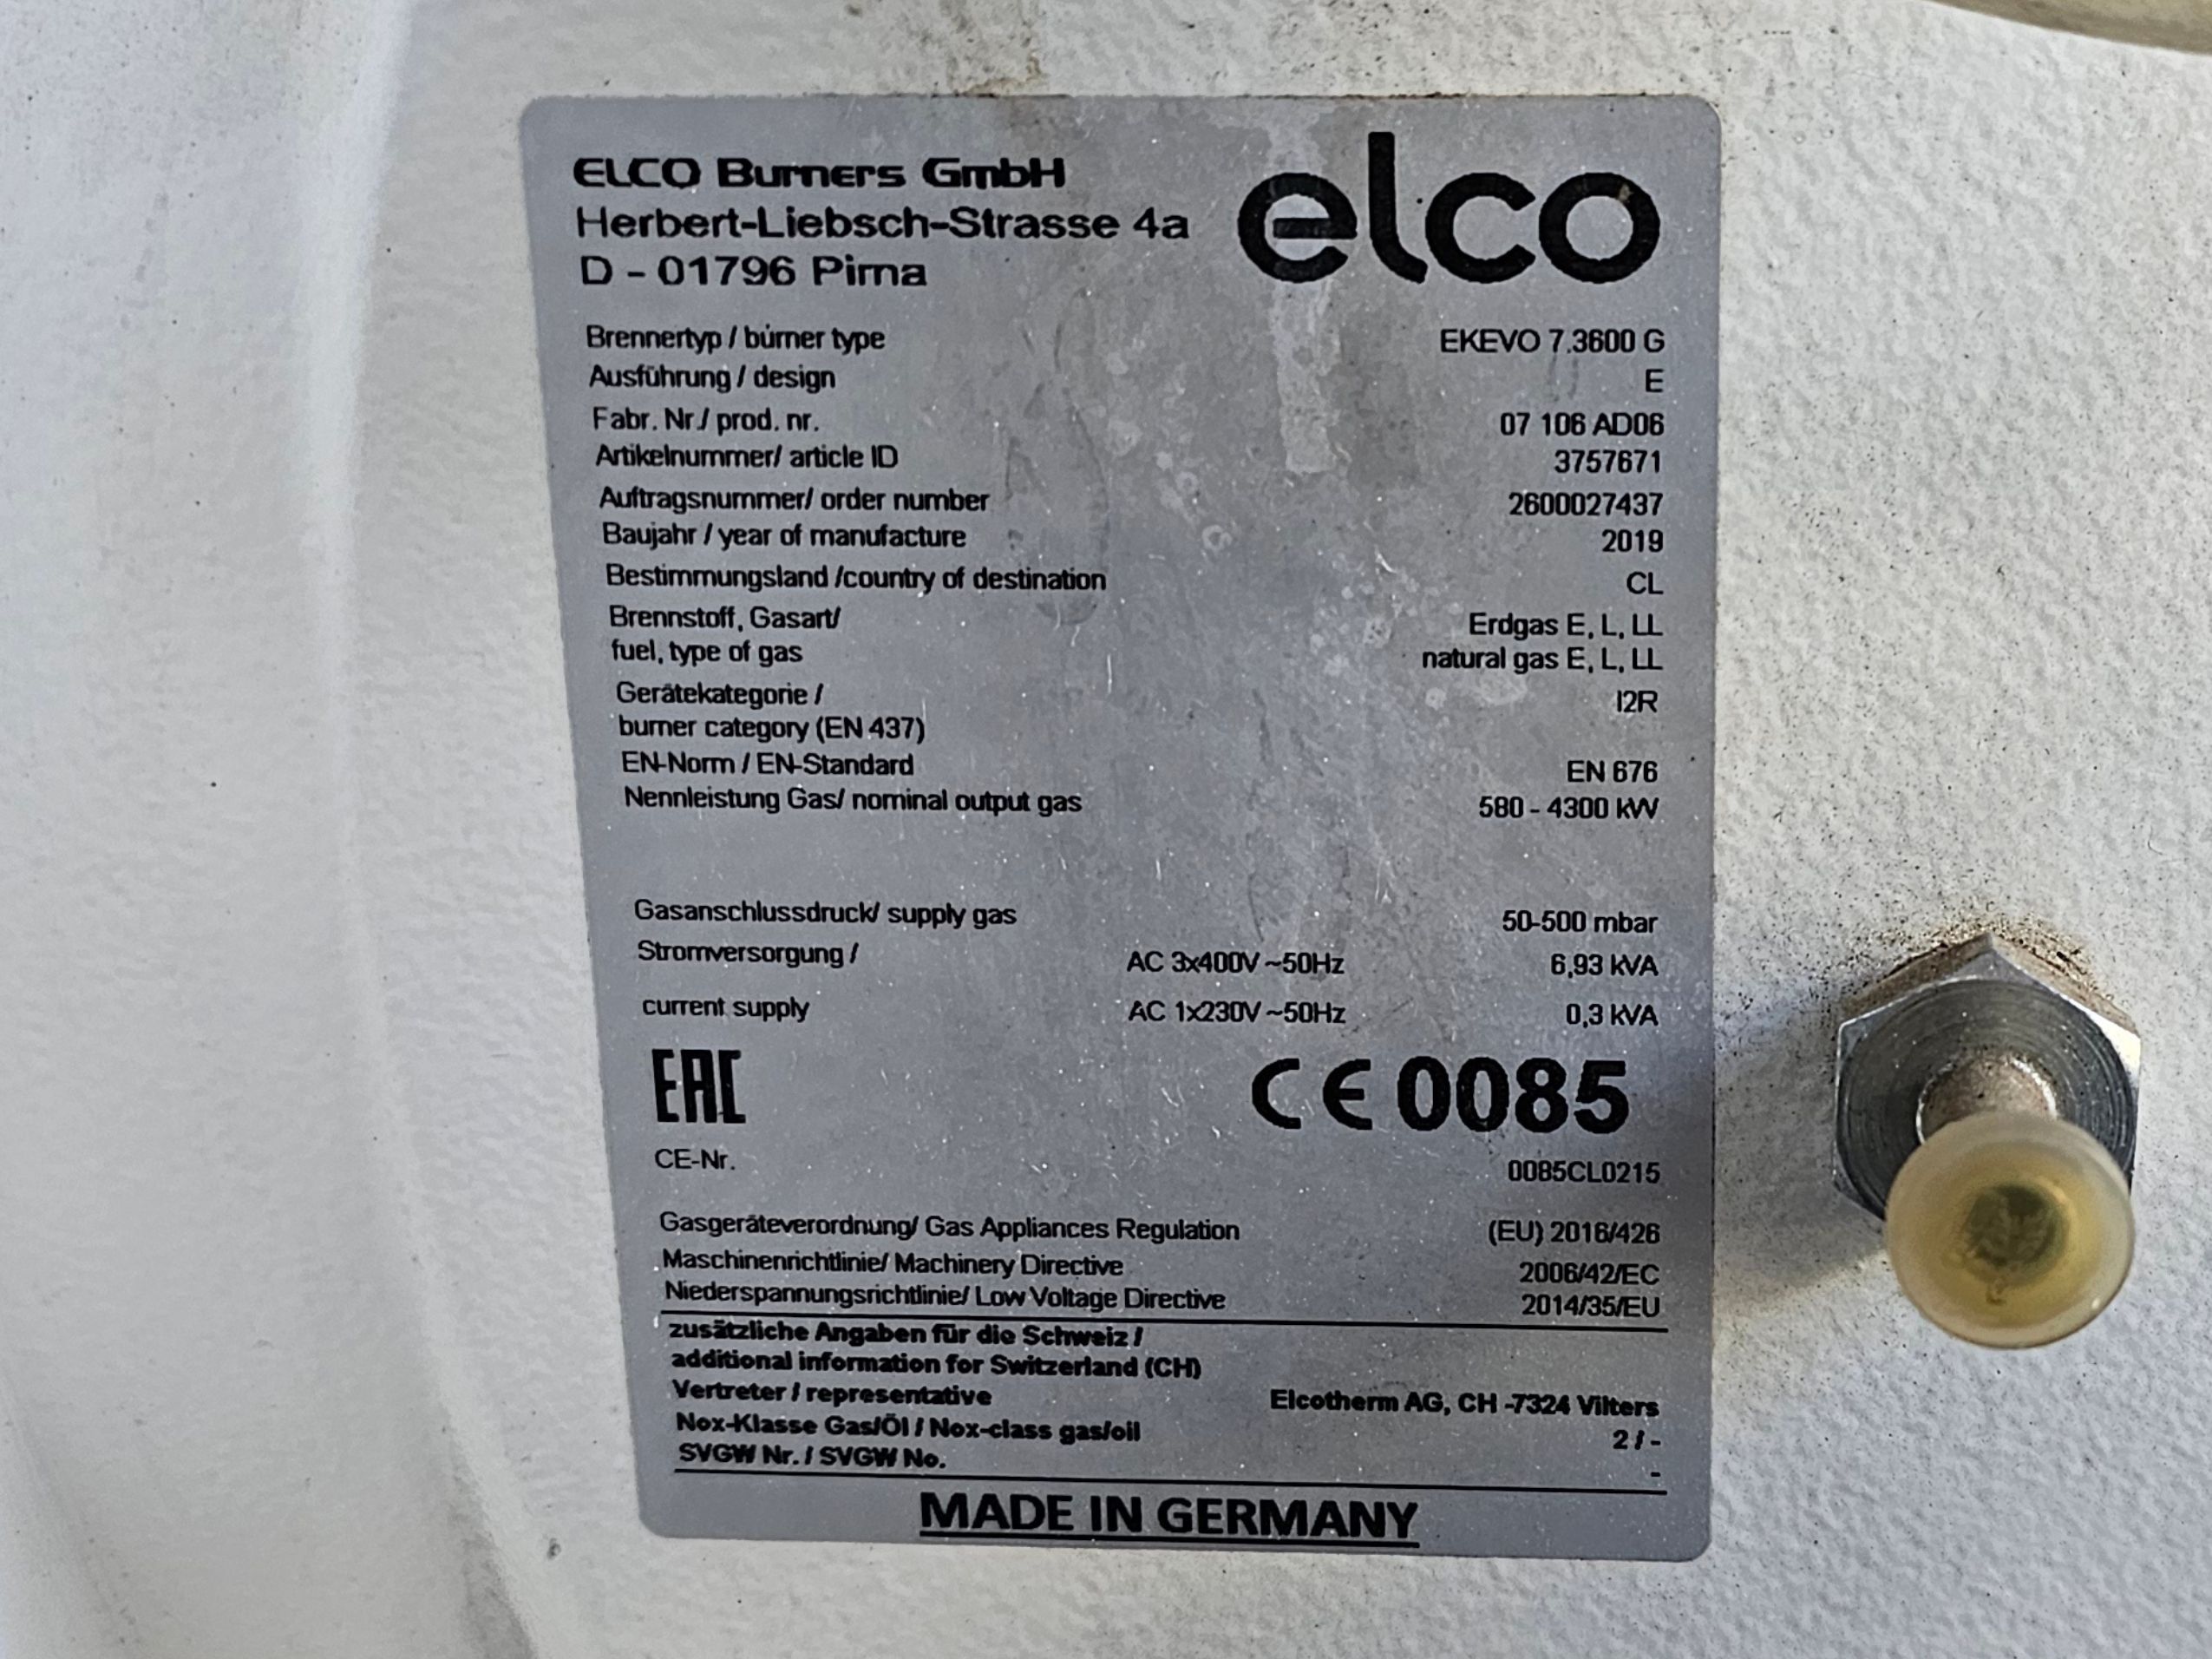 ELCO Burners GmbH
Herbert-Liebsch-Strasse 4a
D - 01796 Pirna
elco
Brennertyp / burner type EKEVO 7.3600 G
Ausführung / design E
Fabr. Nr./ prod. nr. 07 106 AD06
Artikelnummer/ article ID 3757671
Auftragsnummer/ order number 2600027437
Baujahr / year of manufacture 2019
Bestimmungsland /country of destination CL
Brennstoff, Gasart/ Erdgas E, L, LL
fuel, type of gas natural gas E, L, LL
Gerätekategorie / I2R
burner category (EN 437)
EN-Norm / EN-Standard EN 676
Nennleistung Gas/ nominal output gas 580 - 4300 kW
Gasanschlussdruck/ supply gas 50-500 mbar
Stromversorgung / AC 3x400V ~50Hz 6,93 kVA
current supply AC 1x230V ~50Hz 0,3 kVA
EAC CE 0085
CE-Nr. 0085CL0215
Gasgeräteverordnung/ Gas Appliances Regulation (EU) 2016/426
Maschinenrichtlinie/ Machinery Directive 2006/42/EC
Niederspannungsrichtlinie/ Low Voltage Directive 2014/35/EU
zusätzliche Angaben für die Schweiz /
additional information for Switzerland (CH)
Vertreter / representative Elcotherm AG, CH -7324 Vilters
Nox-Klasse Gas/Öl / Nox-class gas/oil 2 / -
SVGW Nr. / SVGW No. -
MADE IN GERMANY